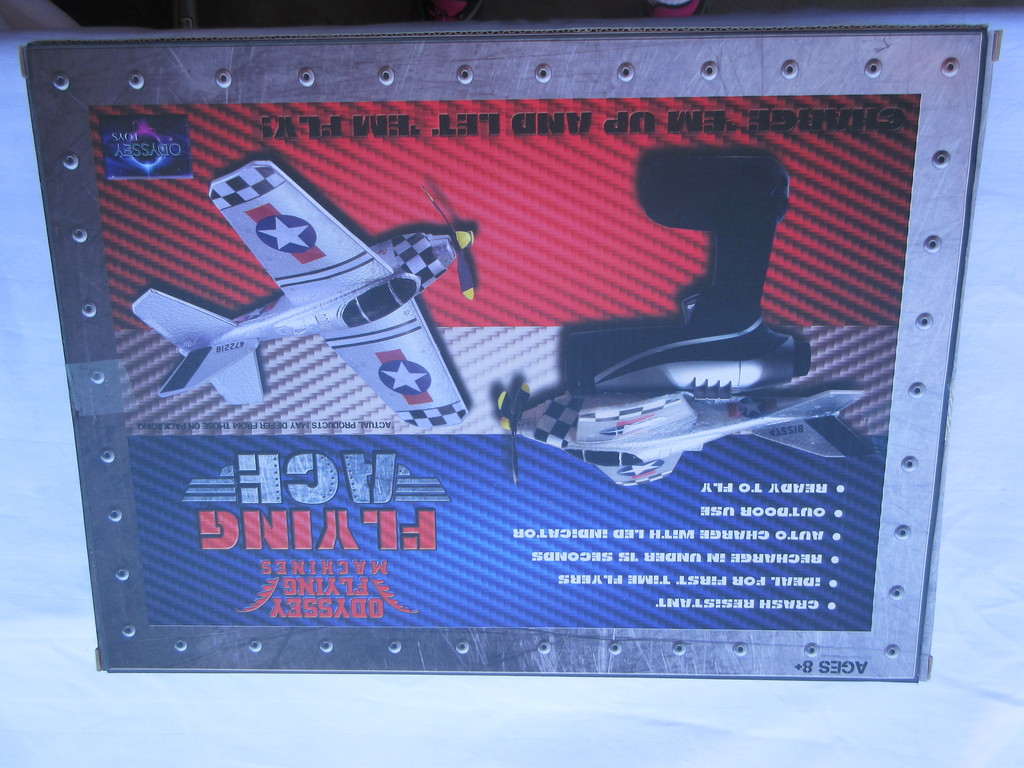 AGES 8+
ODYSSEY
FLYING
MACHINES
FLYING
ACE
• CRASH RESISTANT
• IDEAL FOR FIRST TIME FLYERS
• RECHARGE IN UNDER 15 SECONDS
• AUTO CHARGE WITH LED INDICATOR
• OUTDOOR USE
• READY TO FLY
ACTUAL PRODUCTS MAY DEFER FROM THOSE ON PACKAGING
472218
CHARGE 'EM UP AND LET 'EM FLY!
ODYSSEY
TOYS